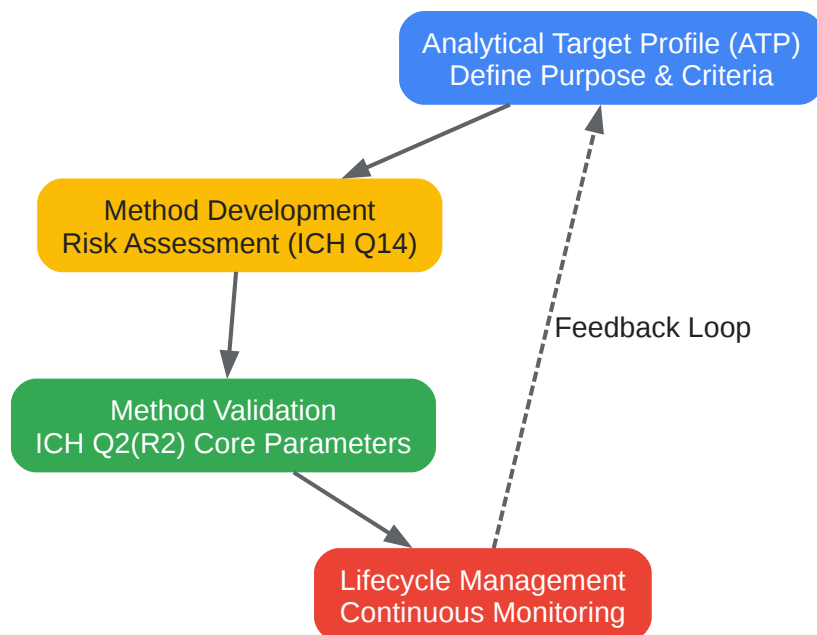 Analytical Target Profile (ATP)
Define Purpose & Criteria
Method Development
Risk Assessment (ICH Q14)
Feedback Loop
Method Validation
ICH Q2(R2) Core Parameters
Lifecycle Management
Continuous Monitoring